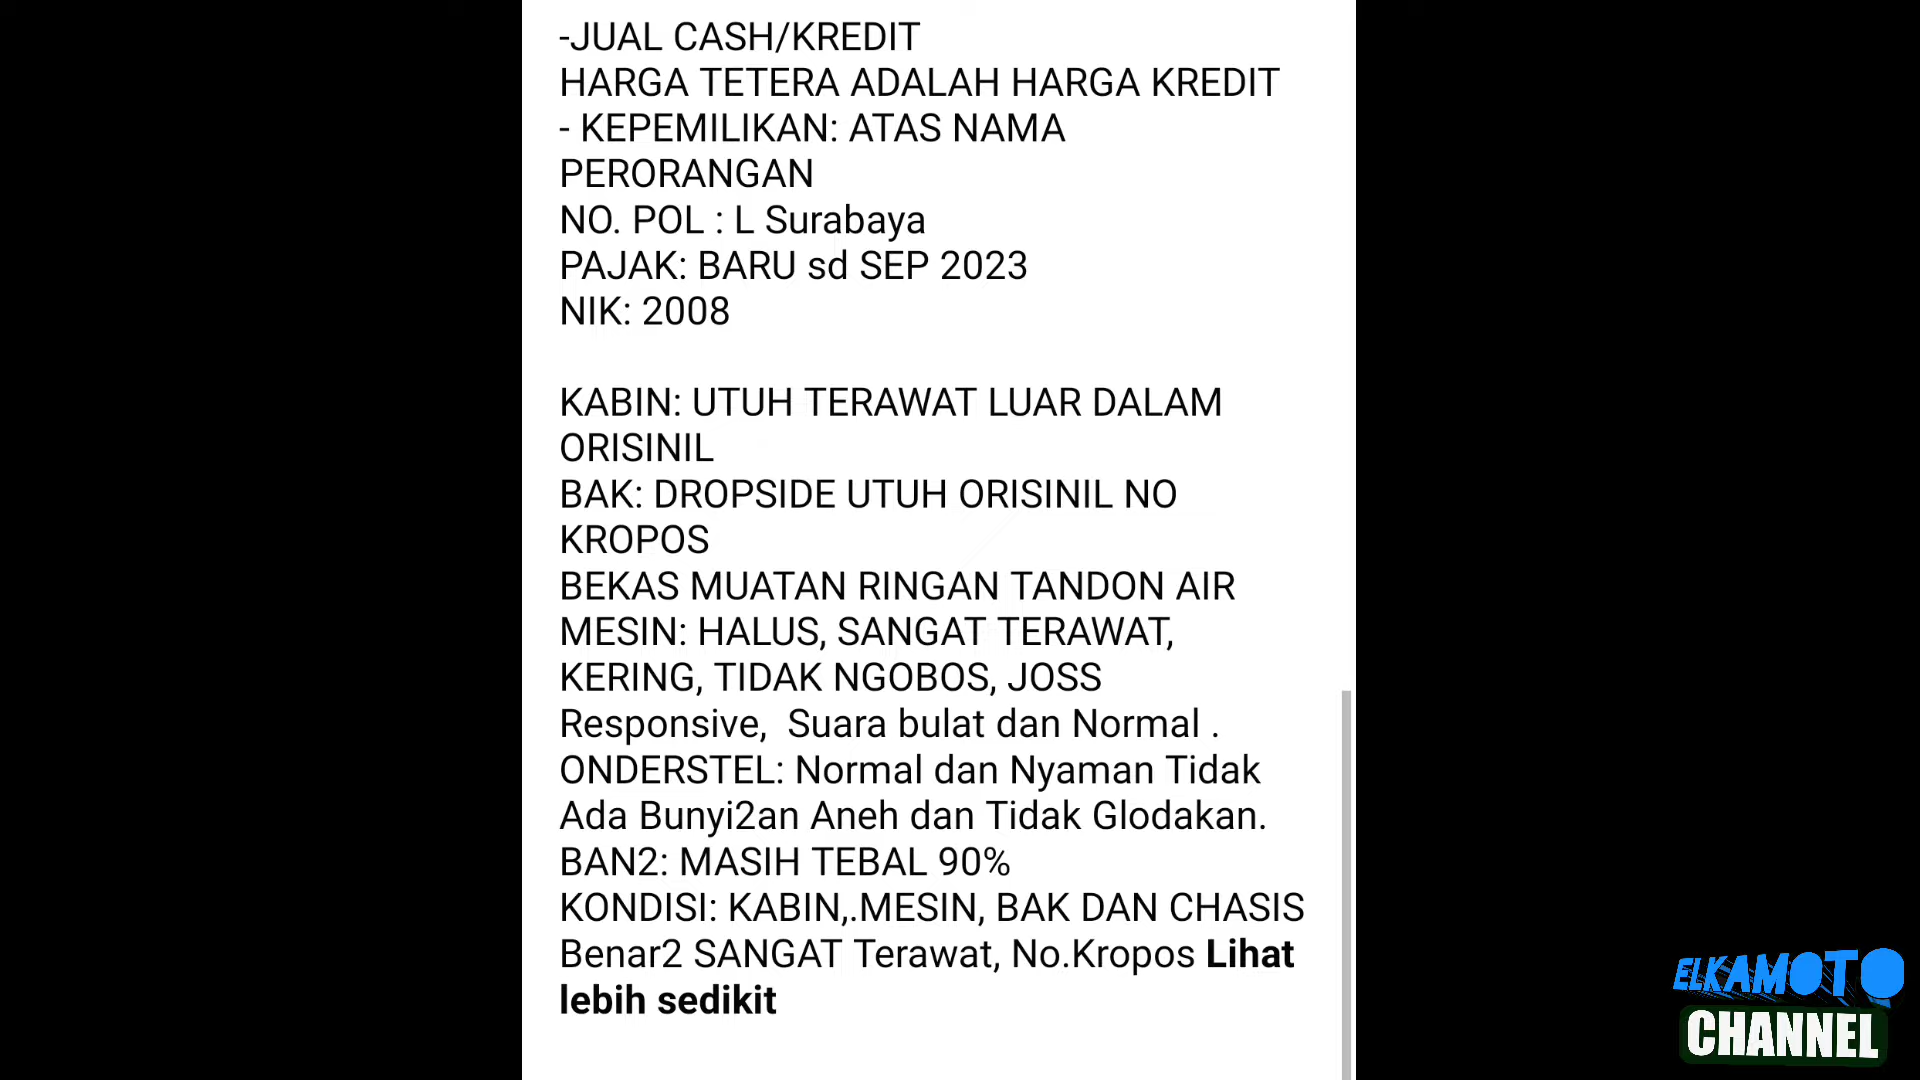 -JUAL CASH/KREDIT
HARGA TETERA ADALAH HARGA KREDIT
- KEPEMILIKAN: ATAS NAMA
PERORANGAN
NO. POL : L Surabaya
PAJAK: BARU sd SEP 2023
NIK: 2008
KABIN: UTUH TERAWAT LUAR DALAM
ORISINIL
BAK: DROPSIDE UTUH ORISINIL NO
KROPOS
BEKAS MUATAN RINGAN TANDON AIR
MESIN: HALUS, SANGAT TERAWAT,
KERING, TIDAK NGOBOS, JOSS
Responsive,  Suara bulat dan Normal .
ONDERSTEL: Normal dan Nyaman Tidak
Ada Bunyi2an Aneh dan Tidak Glodakan.
BAN2: MASIH TEBAL 90%
KONDISI: KABIN,.MESIN, BAK DAN CHASIS
Benar2 SANGAT Terawat, No.Kropos Lihat
lebih sedikit
ELKAMOTO
CHANNEL